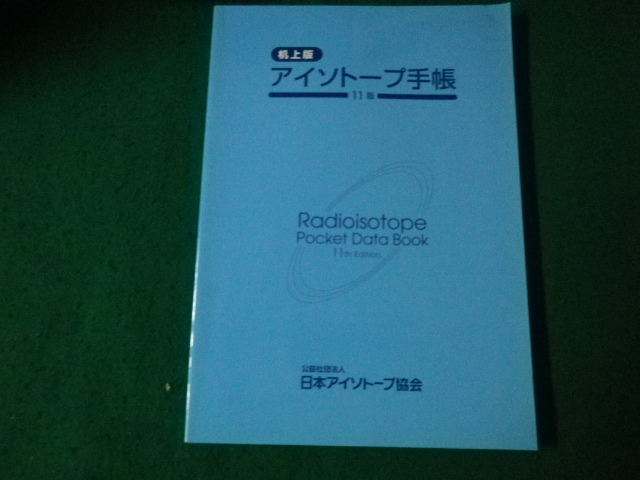 机上版
アイソトープ手帳
11版
Radioisotope
Pocket Data Book
11th Edition
公益社団法人
日本アイソトープ協会